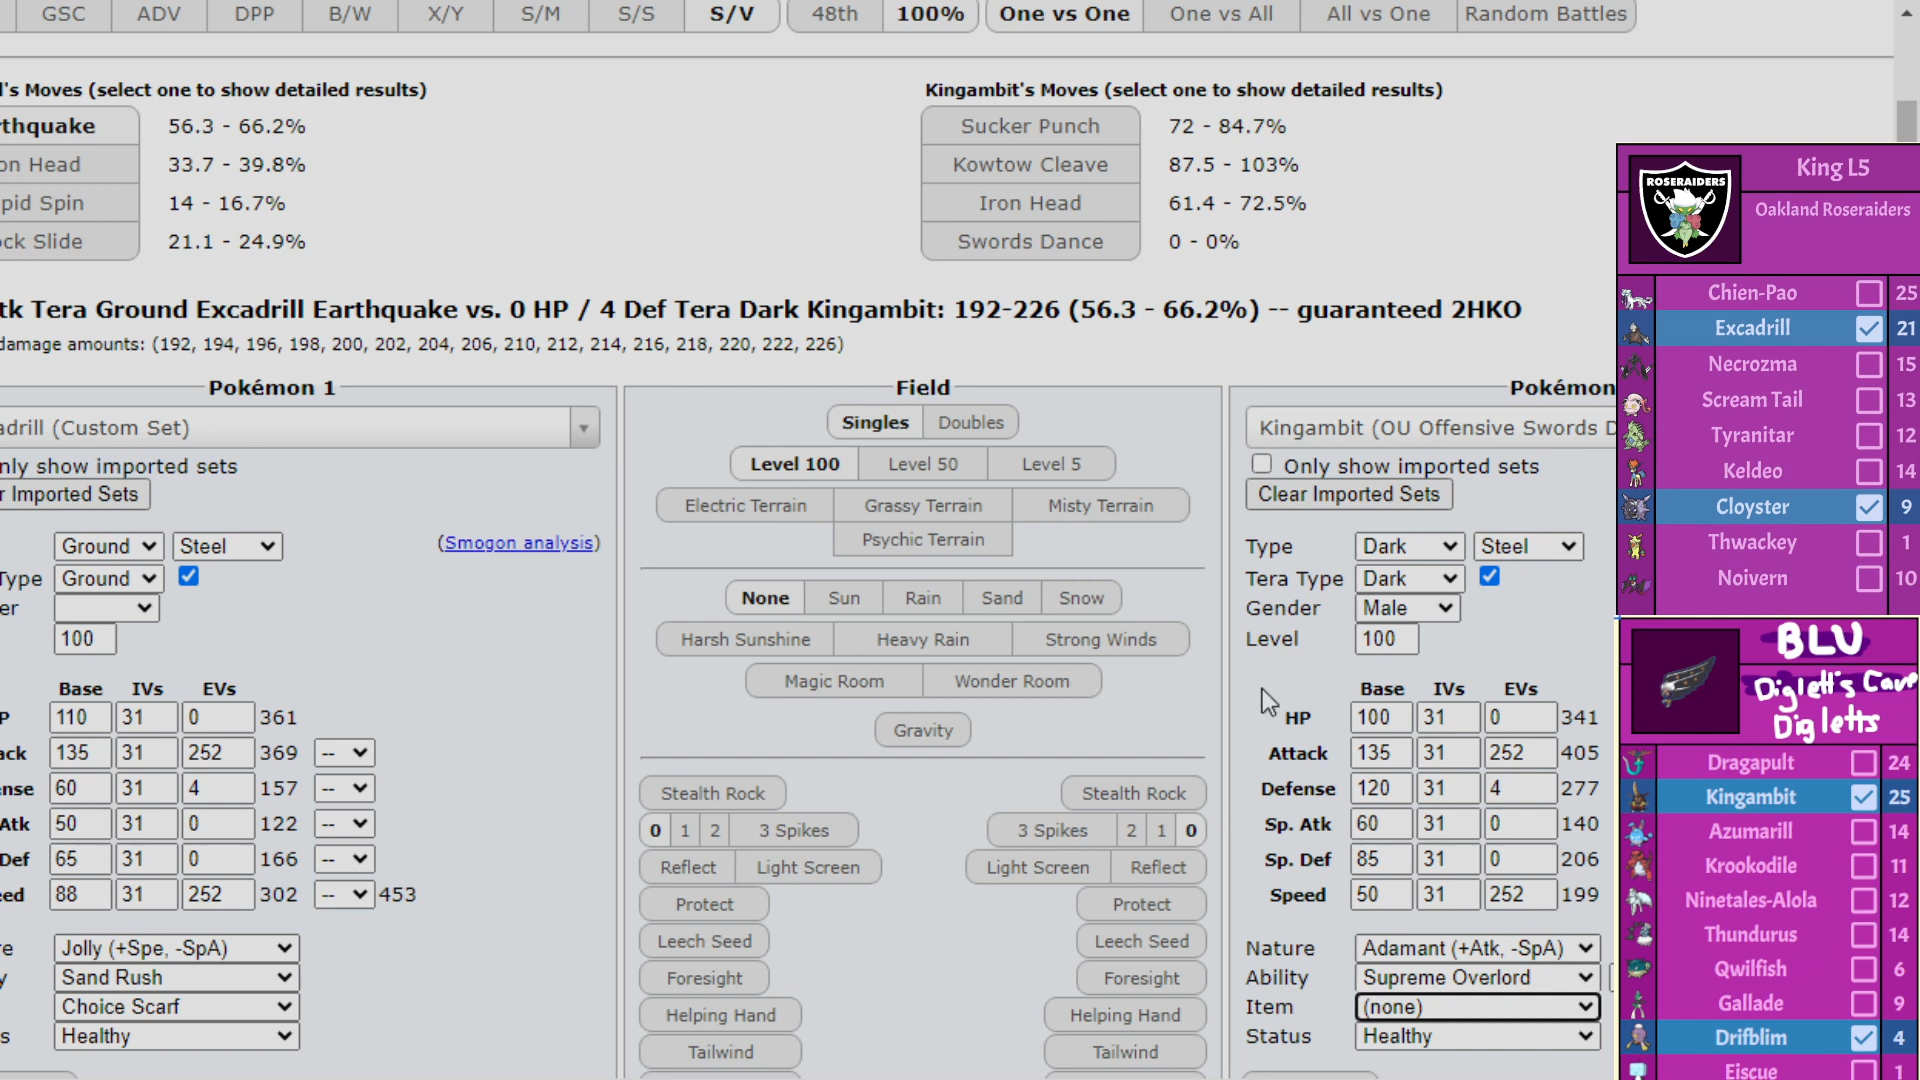 GSC ADV DPP B/W X/Y S/M S/S S/V 48th 100% One vs One One vs All All vs One Random Battles
l's Moves (select one to show detailed results)
rthquake 56.3 - 66.2%
on Head 33.7 - 39.8%
pid Spin 14 - 16.7%
ock Slide 21.1 - 24.9%
Kingambit's Moves (select one to show detailed results)
Sucker Punch 72 - 84.7%
Kowtow Cleave 87.5 - 103%
Iron Head 61.4 - 72.5%
Swords Dance 0 - 0%
tk Tera Ground Excadrill Earthquake vs. 0 HP / 4 Def Tera Dark Kingambit: 192-226 (56.3 - 66.2%) -- guaranteed 2HKO
damage amounts: (192, 194, 196, 198, 200, 202, 204, 206, 210, 212, 214, 216, 218, 220, 222, 226)
Pokémon 1
adrill (Custom Set)
nly show imported sets
r Imported Sets
Ground Steel (Smogon analysis)
Type Ground
er
100
Base IVs EVs
P 110 31 0 361
ack 135 31 252 369 --
nse 60 31 4 157 --
Atk 50 31 0 122 --
Def 65 31 0 166 --
eed 88 31 252 302 -- 453
re Jolly (+Spe, -SpA)
y Sand Rush
Choice Scarf
s Healthy
Field
Singles Doubles
Level 100 Level 50 Level 5
Electric Terrain Grassy Terrain Misty Terrain
Psychic Terrain
None Sun Rain Sand Snow
Harsh Sunshine Heavy Rain Strong Winds
Magic Room Wonder Room
Gravity
Stealth Rock Stealth Rock
0 1 2 3 Spikes 3 Spikes 2 1 0
Reflect Light Screen Light Screen Reflect
Protect Protect
Leech Seed Leech Seed
Foresight Foresight
Helping Hand Helping Hand
Tailwind Tailwind
Pokémon
Kingambit (OU Offensive Swords D
Only show imported sets
Clear Imported Sets
Type Dark Steel
Tera Type Dark
Gender Male
Level 100
Base IVs EVs
HP 100 31 0 341
Attack 135 31 252 405
Defense 120 31 4 277
Sp. Atk 60 31 0 140
Sp. Def 85 31 0 206
Speed 50 31 252 199
Nature Adamant (+Atk, -SpA)
Ability Supreme Overlord
Item (none)
Status Healthy
ROSERAIDERS
King L5
Oakland Roseraiders
Chien-Pao 25
Excadrill 21
Necrozma 15
Scream Tail 13
Tyranitar 12
Keldeo 14
Cloyster 9
Thwackey 1
Noivern 10
BLU
Diglett's Cave
Digletts
Dragapult 24
Kingambit 25
Azumarill 14
Krookodile 11
Ninetales-Alola 12
Thundurus 14
Qwilfish 6
Gallade 9
Drifblim 4
Eiscue 1